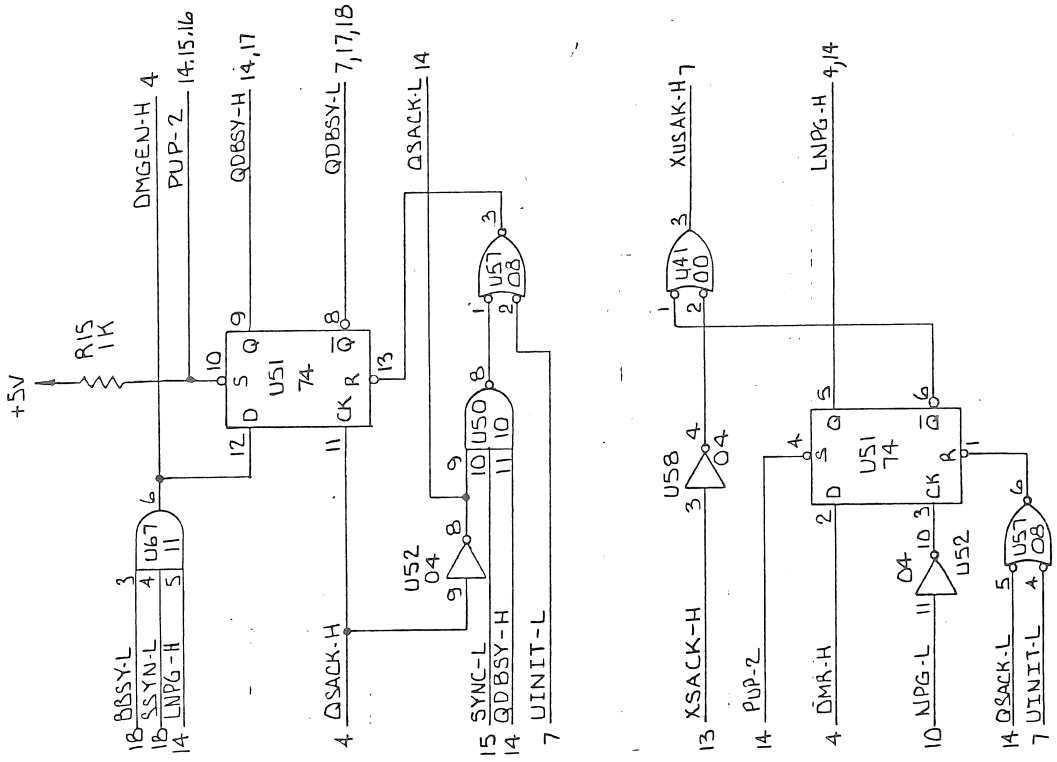 +5V
R15
1K
DMGEN-H 4
PUP-2 14.15.16
QDBSY-H 14,17
QDBSY-L 7,17,18
QSACK-L 14
18 BBSY-L 3
18 SSYN-L 4
14 LNPG-H 5
U67
11
6
12 D
10 S
Q 9
U51
74
11 CK
R 13
Q 8
4 QSACK-H
U52
04
9
8
9
10
11
U50
10
8
15 SYNC-L
14 QDBSY-H
7 UINIT-L
1
2
U57
08
3
13 XSACK-H
3
U58
04
4
1
2
U41
00
3
XUSAK-H 7
14 PUP-2
4 DMR-H
2 D
4 S
Q 5
U51
74
3 CK
R 1
Q 6
LNPG-H 4,14
10 NPG-L
11
04
10
U52
14 QSACK-L 5
7 UINIT-L 4
U57
08
6